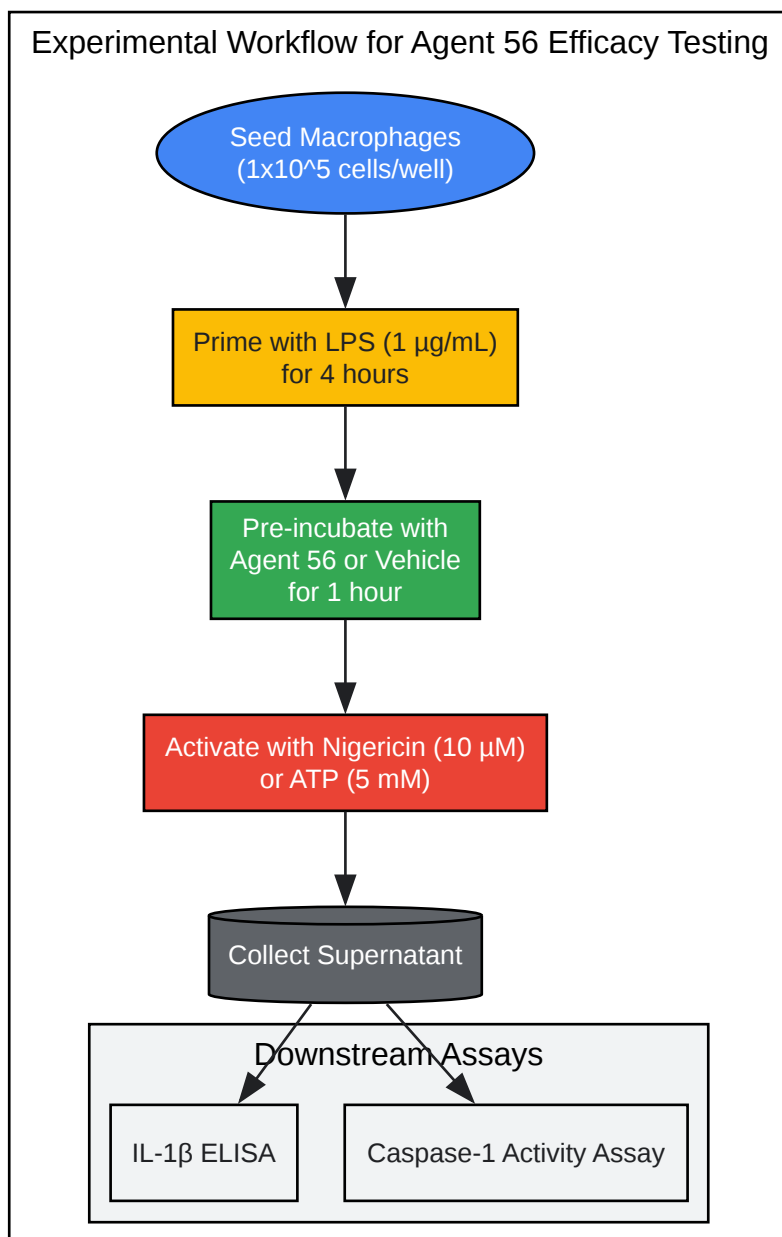 Experimental Workflow for Agent 56 Efficacy Testing
Seed Macrophages
(1x10^5 cells/well)
Prime with LPS (1 µg/mL)
for 4 hours
Pre-incubate with
Agent 56 or Vehicle
for 1 hour
Activate with Nigericin (10 µM)
or ATP (5 mM)
Collect Supernatant
Downstream Assays
IL-1β ELISA
Caspase-1 Activity Assay